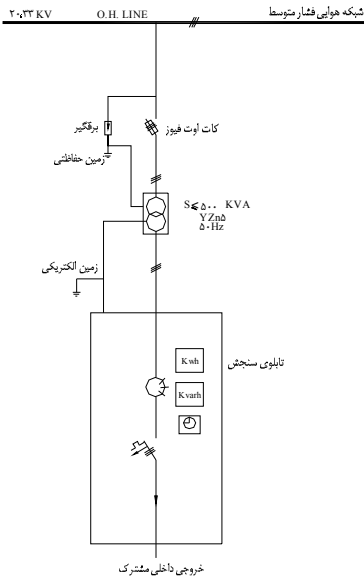 ۲۰،۳۳ KV O.H. LINE شبکه هوایی فشار متوسط
برقگیر
کات اوت فیوز
زمین حفاظتی
S⩽۵۰۰ KVA
YZn۵
۵۰Hz
زمین الکتریکی
Kwh
تابلوی سنجش
Kvarh
خروجی داخلی مشترک